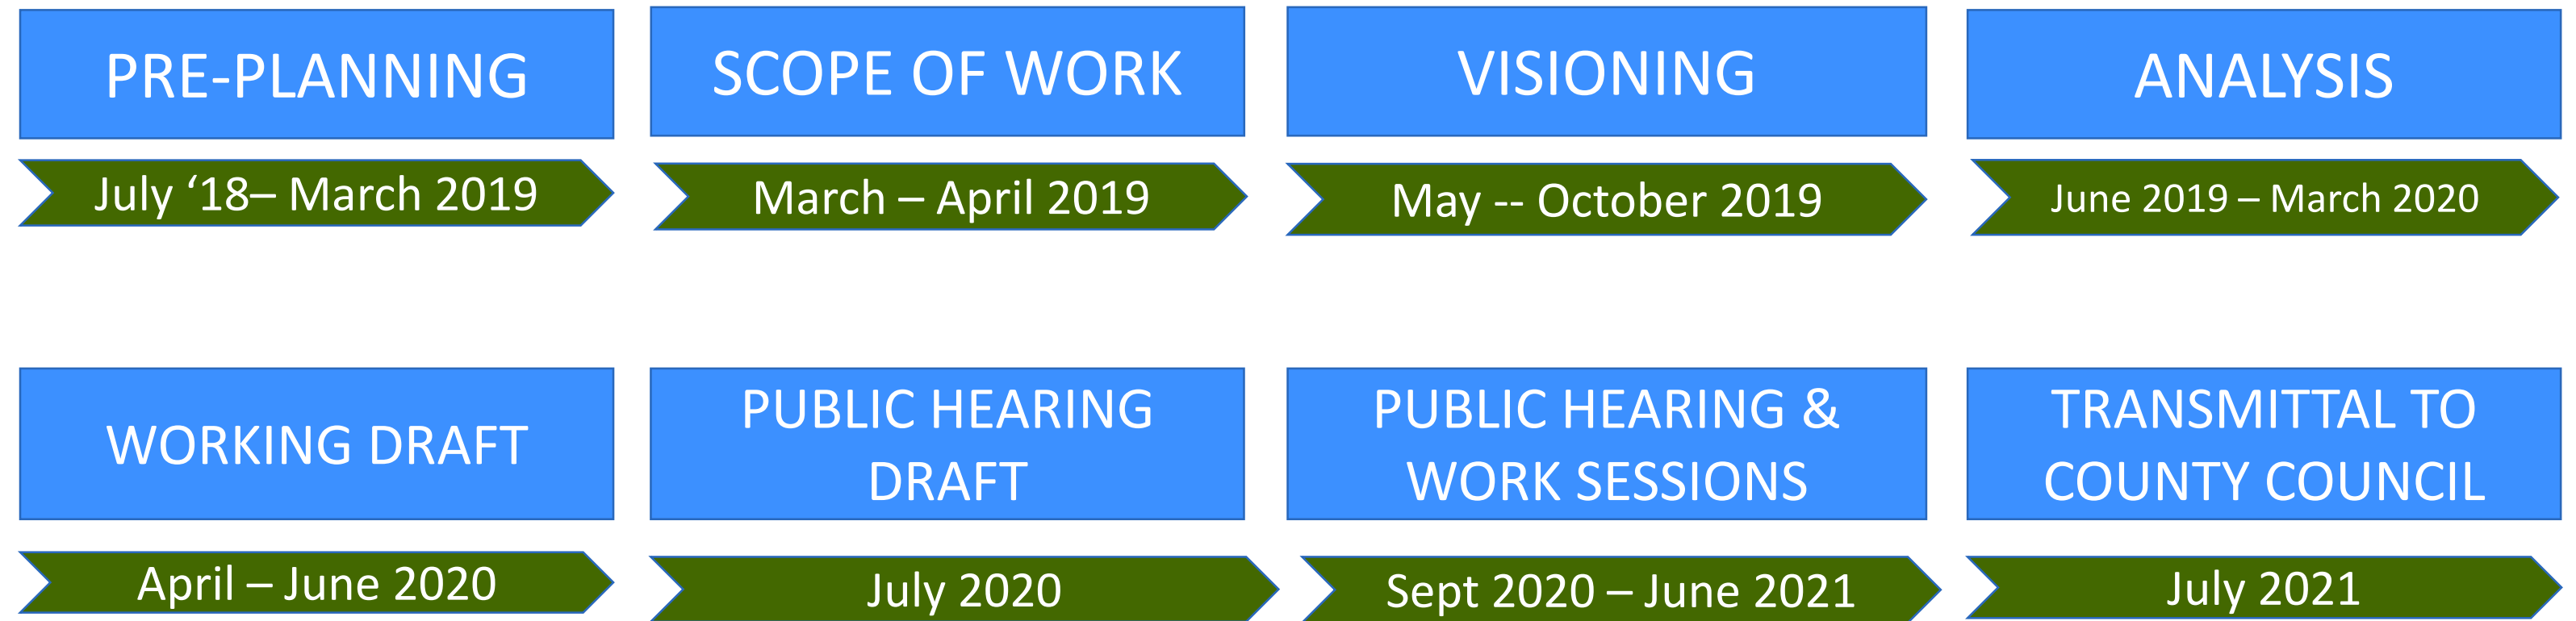 PRE-PLANNING
July ‘18– March 2019
SCOPE OF WORK
March – April 2019
VISIONING
May -- October 2019
ANALYSIS
June 2019 – March 2020
WORKING DRAFT
April – June 2020
PUBLIC HEARING
DRAFT
July 2020
PUBLIC HEARING &
WORK SESSIONS
Sept 2020 – June 2021
TRANSMITTAL TO
COUNTY COUNCIL
July 2021